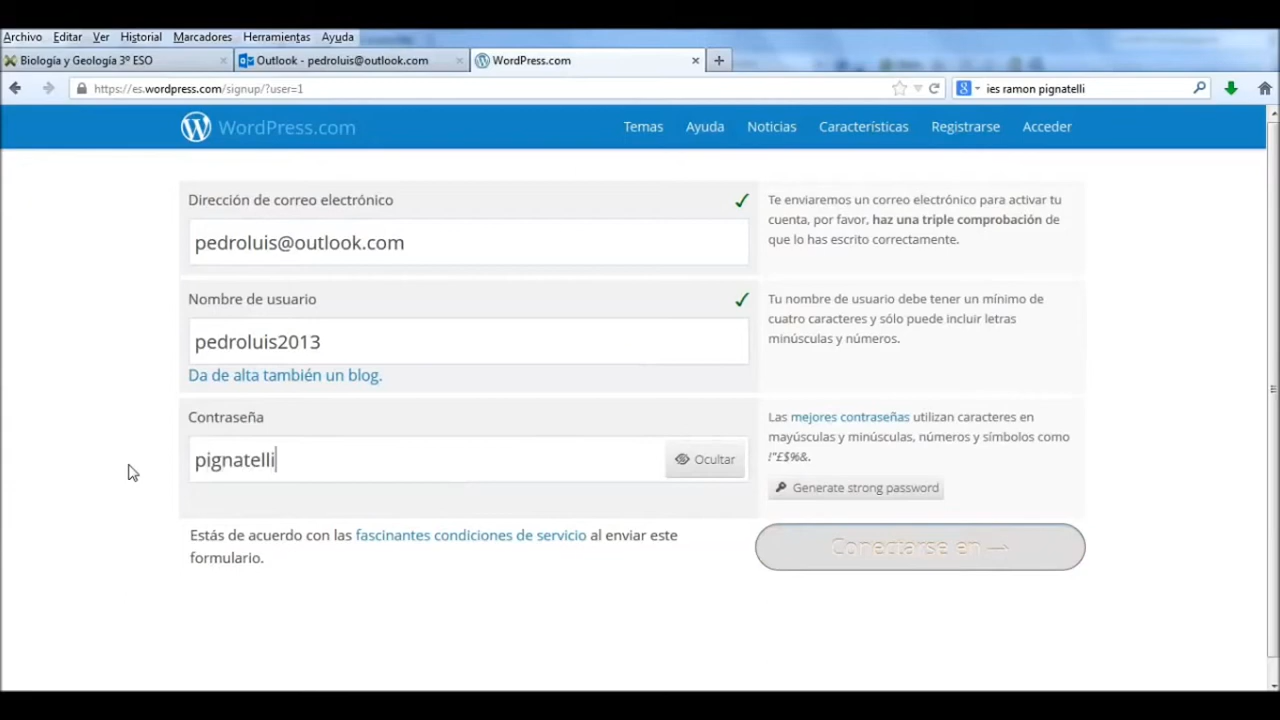 Archivo Editar Ver Historial Marcadores Herramientas Ayuda
Biología y Geología 3º ESO
Outlook - pedroluis@outlook.com
WordPress.com
https://es.wordpress.com/signup/?user=1
ies ramon pignatelli
WordPress.com
Temas Ayuda Noticias Características Registrarse Acceder
Dirección de correo electrónico
pedroluis@outlook.com
Te enviaremos un correo electrónico para activar tu
cuenta, por favor, haz una triple comprobación de
que lo has escrito correctamente.
Nombre de usuario
pedroluis2013
Da de alta también un blog.
Tu nombre de usuario debe tener un mínimo de
cuatro caracteres y sólo puede incluir letras
minúsculas y números.
Contraseña
pignatelli
Ocultar
Las mejores contraseñas utilizan caracteres en
mayúsculas y minúsculas, números y símbolos como
!"£$%&.
Generate strong password
Estás de acuerdo con las fascinantes condiciones de servicio al enviar este
formulario.
Conectarse en →